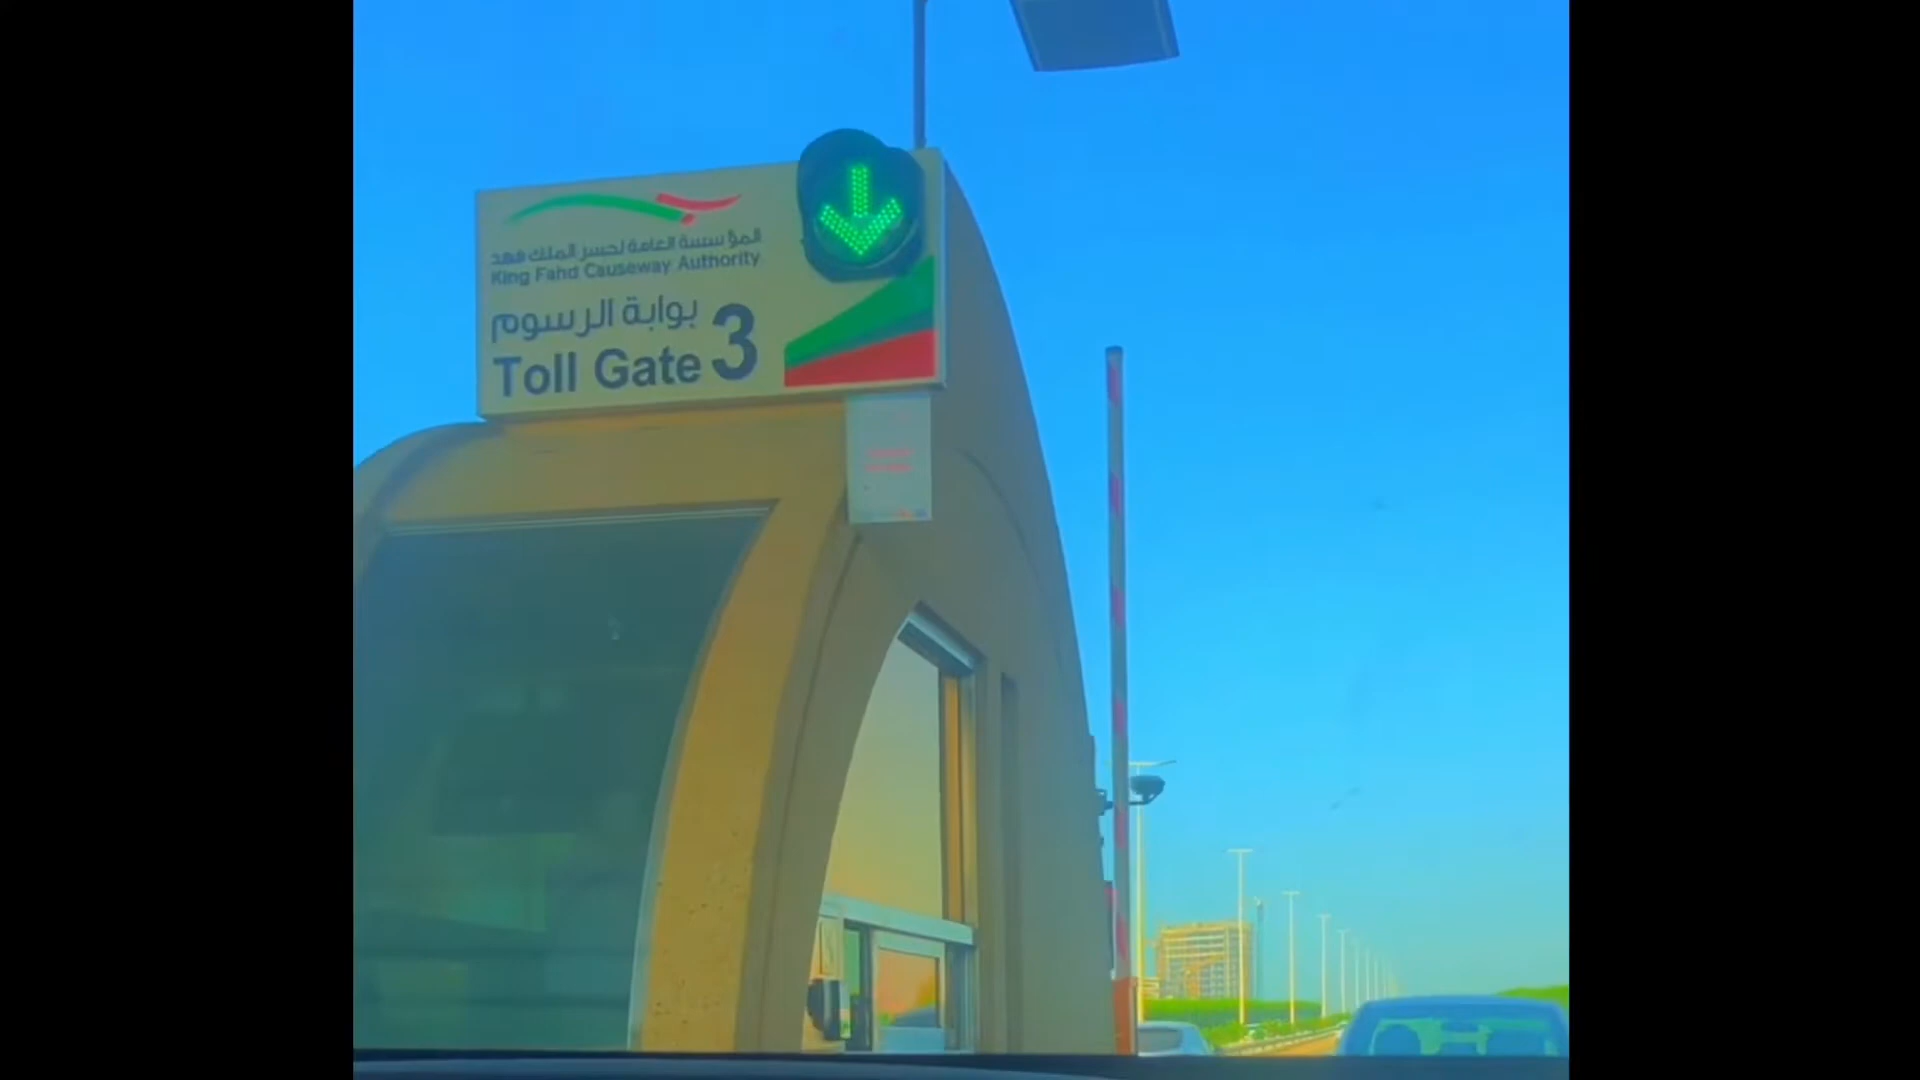 المؤسسة العامة لجسر الملك فهد
King Fahd Causeway Authority
بوابة الرسوم
Toll Gate 3